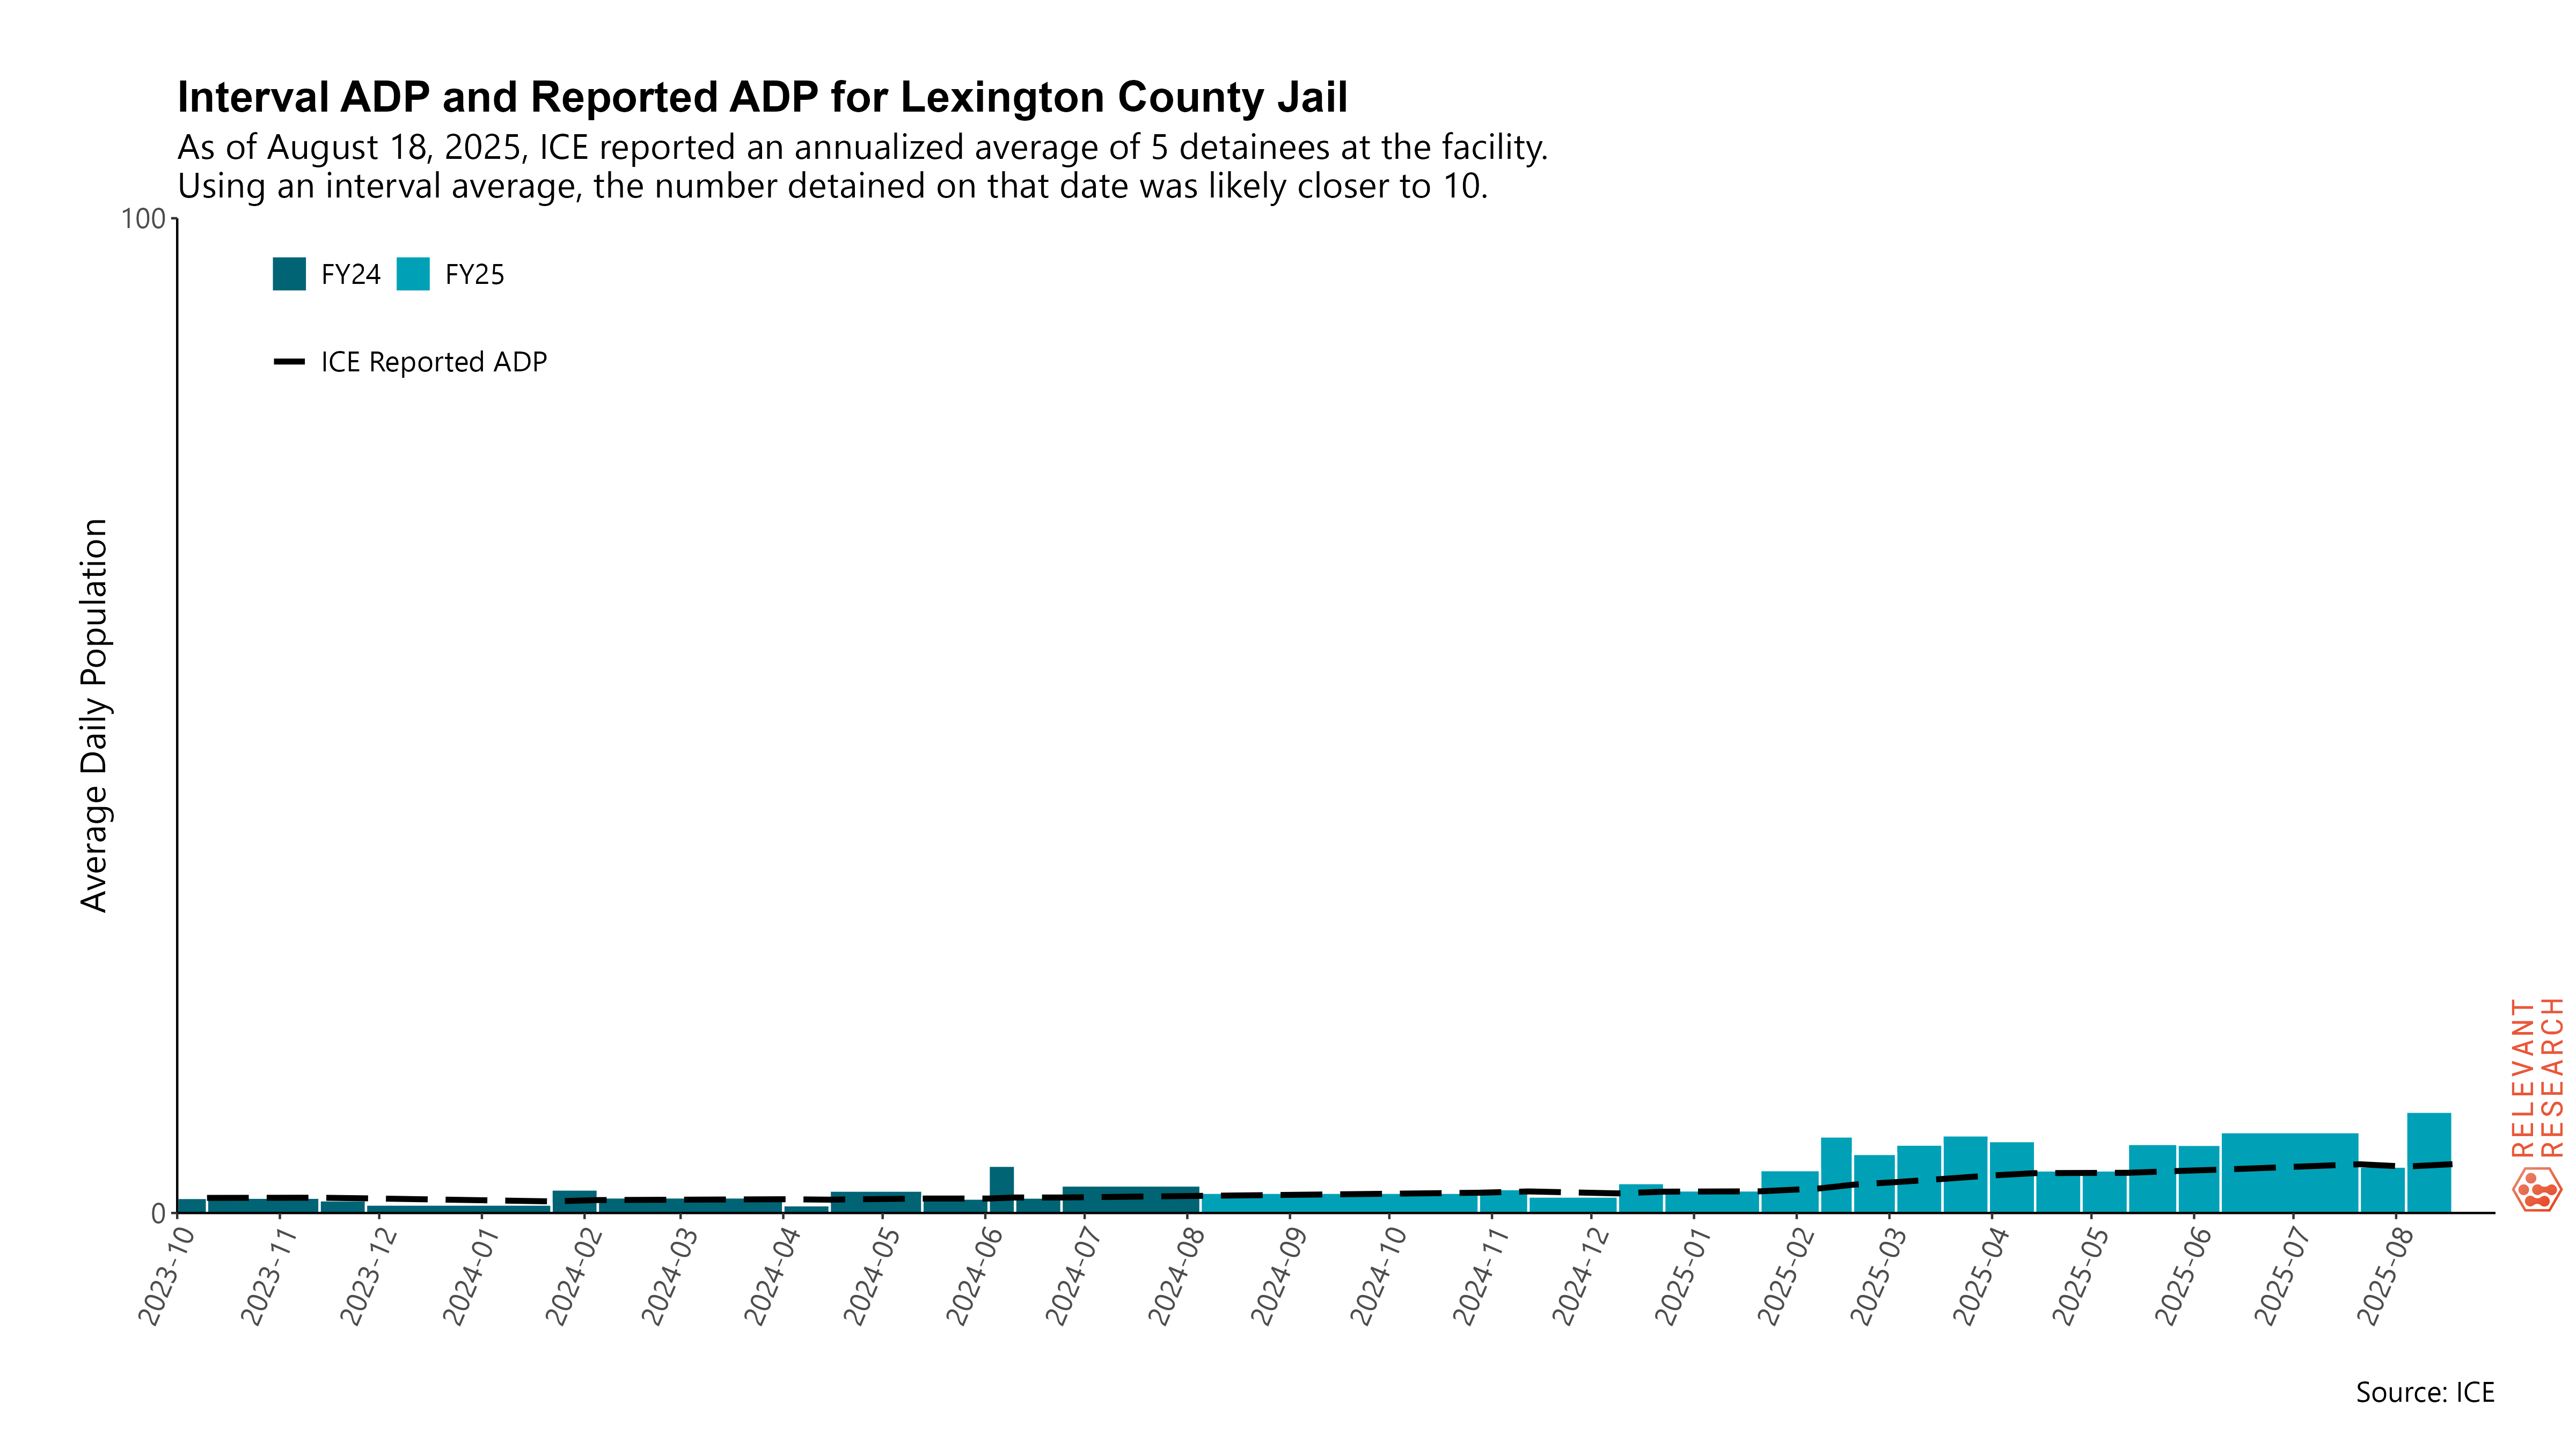 Interval ADP and Reported ADP for Lexington County Jail
As of August 18, 2025, ICE reported an annualized average of 5 detainees at the facility.
Using an interval average, the number detained on that date was likely closer to 10.
100
FY24 FY25
ICE Reported ADP
Average Daily Population
0
2023-10
2023-11
2023-12
2024-01
2024-02
2024-03
2024-04
2024-05
2024-06
2024-07
2024-08
2024-09
2024-10
2024-11
2024-12
2025-01
2025-02
2025-03
2025-04
2025-05
2025-06
2025-07
2025-08
RELEVANT
RESEARCH
Source: ICE